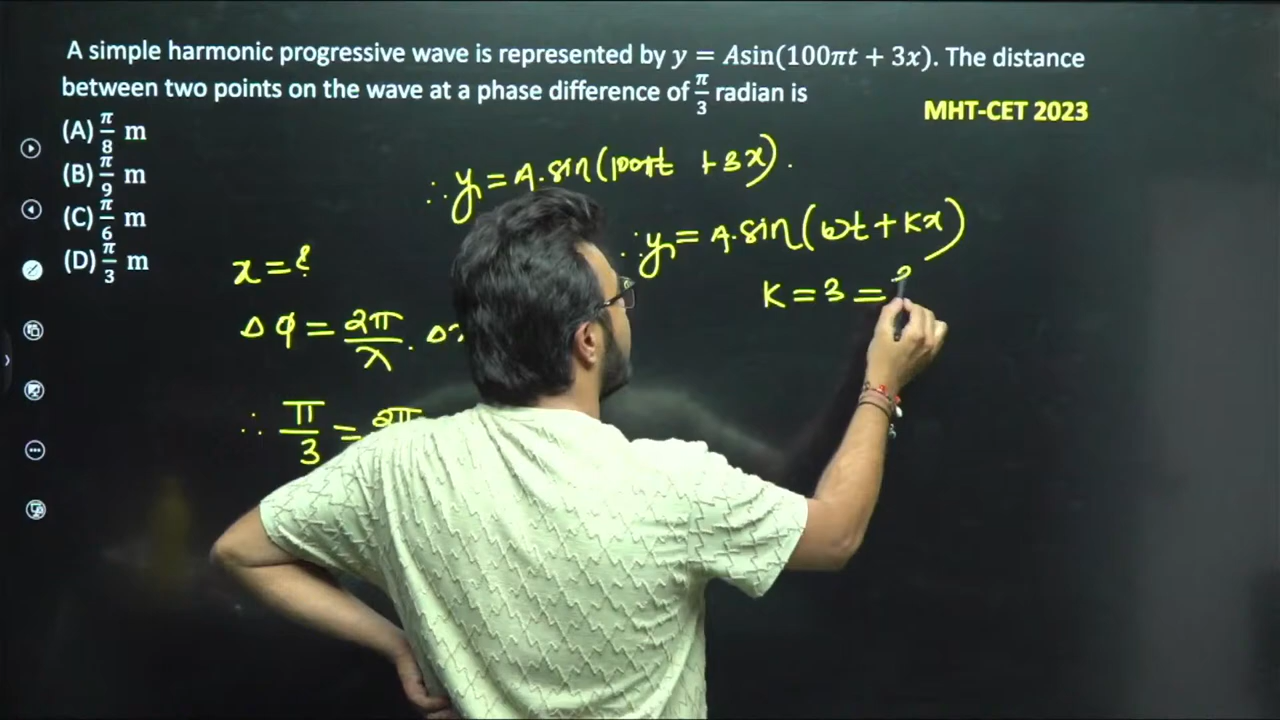 A simple harmonic progressive wave is represented by y = Asin(100πt + 3x). The distance
between two points on the wave at a phase difference of π/3 radian is
MHT-CET 2023
(A) π/8 m
(B) π/9 m
(C) π/6 m
(D) π/3 m
∴ y = A.sin(100πt + 3x).
∴ y = A.sin(ωt + Kx)
K = 3 =
x = ?
Δφ = 2π/λ . Δ
∴ π/3 = 2π